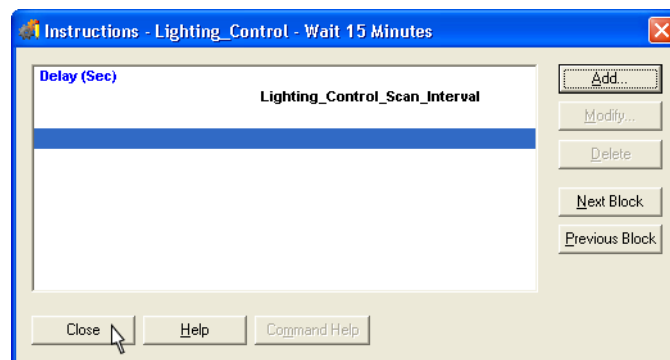 Instructions - Lighting_Control - Wait 15 Minutes
Delay (Sec)
Lighting_Control_Scan_Interval
Add...
Modify...
Delete
Next Block
Previous Block
Close
Help
Command Help